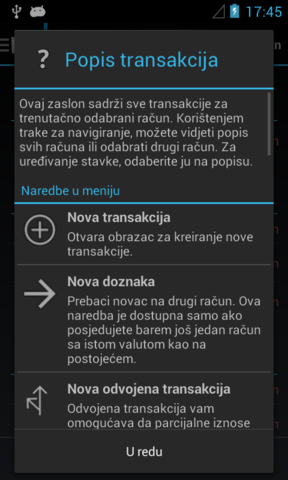 17:45
? Popis transakcija
Ovaj zaslon sadrži sve transakcije za
trenutačno odabrani račun. Korištenjem
trake za navigiranje, možete vidjeti popis
svih računa ili odabrati drugi račun. Za
uređivanje stavke, odaberite ju na popisu.
Naredbe u meniju
Nova transakcija
Otvara obrazac za kreiranje nove
transakcije.
Nova doznaka
Prebaci novac na drugi račun. Ova
naredba je dostupna samo ako
posjedujete barem još jedan račun
sa istom valutom kao na
postojećem.
Nova odvojena transakcija
Odvojena transakcija vam
omogućava da parcijalne iznose
U redu